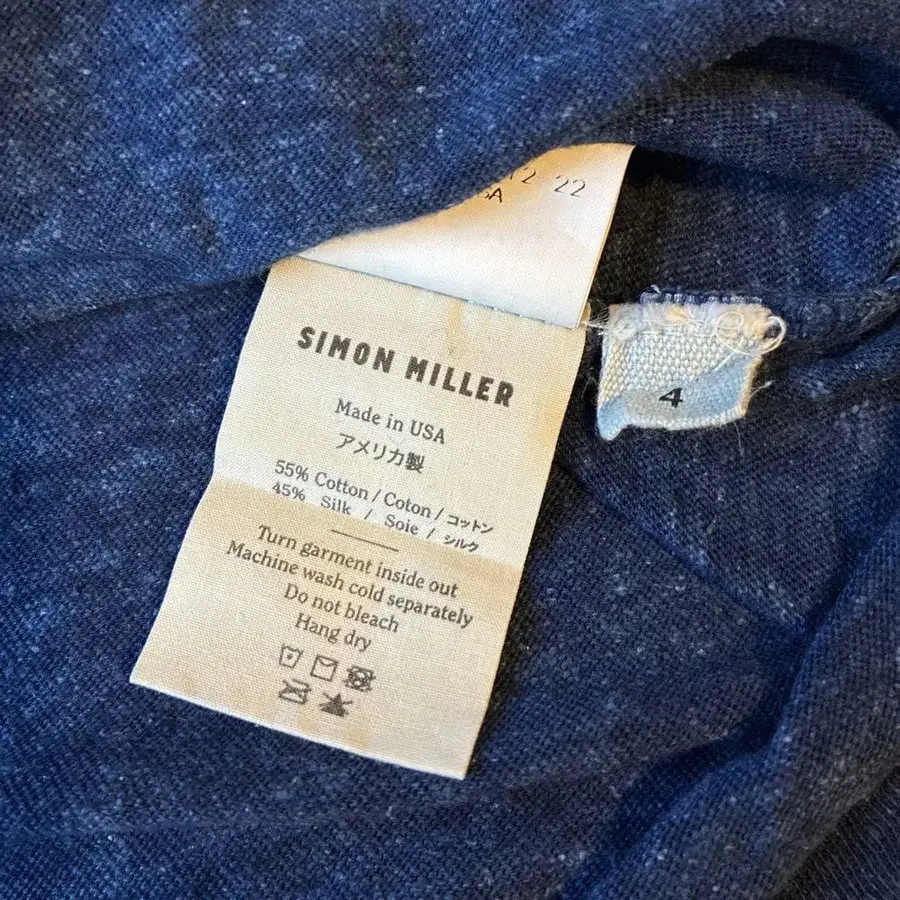 '22
SIMON MILLER
Made in USA
アメリカ製
55% Cotton / Coton / コットン
45% Silk / Soie / シルク
Turn garment inside out
Machine wash cold separately
Do not bleach
Hang dry
4